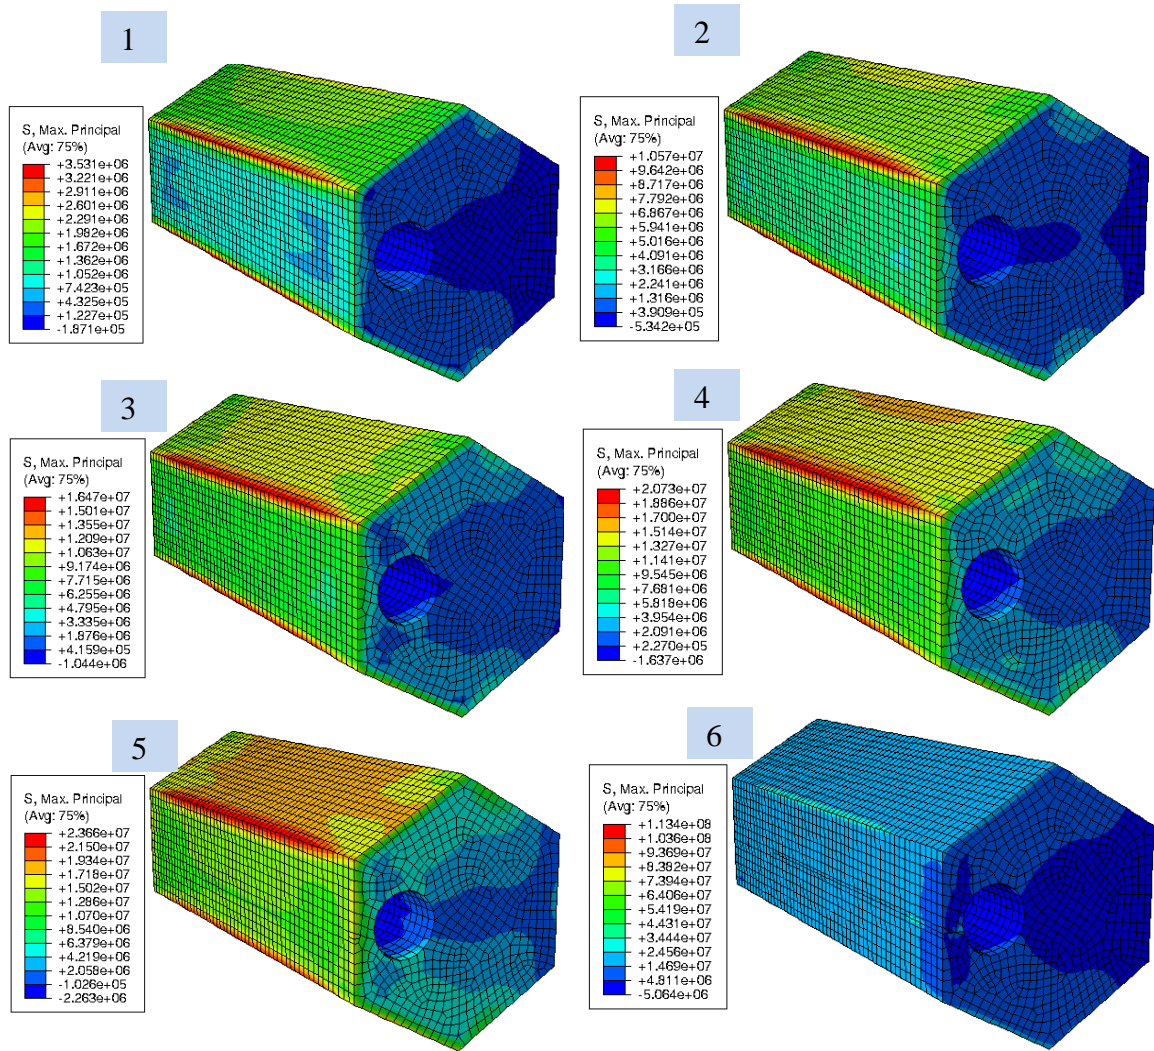 1
S, Max. Principal
(Avg: 75%)
+3.531e+06
+3.221e+06
+2.911e+06
+2.601e+06
+2.291e+06
+1.982e+06
+1.672e+06
+1.362e+06
+1.052e+06
+7.423e+05
+4.325e+05
+1.227e+05
-1.871e+05
2
S, Max. Principal
(Avg: 75%)
+1.057e+07
+9.642e+06
+8.717e+06
+7.792e+06
+6.867e+06
+5.941e+06
+5.016e+06
+4.091e+06
+3.166e+06
+2.241e+06
+1.316e+06
+3.909e+05
-5.342e+05
3
S, Max. Principal
(Avg: 75%)
+1.647e+07
+1.501e+07
+1.355e+07
+1.209e+07
+1.063e+07
+9.174e+06
+7.715e+06
+6.255e+06
+4.795e+06
+3.335e+06
+1.876e+06
+4.159e+05
-1.044e+06
4
S, Max. Principal
(Avg: 75%)
+2.073e+07
+1.886e+07
+1.700e+07
+1.514e+07
+1.327e+07
+1.141e+07
+9.545e+06
+7.681e+06
+5.818e+06
+3.954e+06
+2.091e+06
+2.270e+05
-1.637e+06
5
S, Max. Principal
(Avg: 75%)
+2.366e+07
+2.150e+07
+1.934e+07
+1.718e+07
+1.502e+07
+1.286e+07
+1.070e+07
+8.540e+06
+6.379e+06
+4.219e+06
+2.058e+06
-1.026e+05
-2.263e+06
6
S, Max. Principal
(Avg: 75%)
+1.134e+08
+1.036e+08
+9.369e+07
+8.382e+07
+7.394e+07
+6.406e+07
+5.419e+07
+4.431e+07
+3.444e+07
+2.456e+07
+1.469e+07
+4.811e+06
-5.064e+06